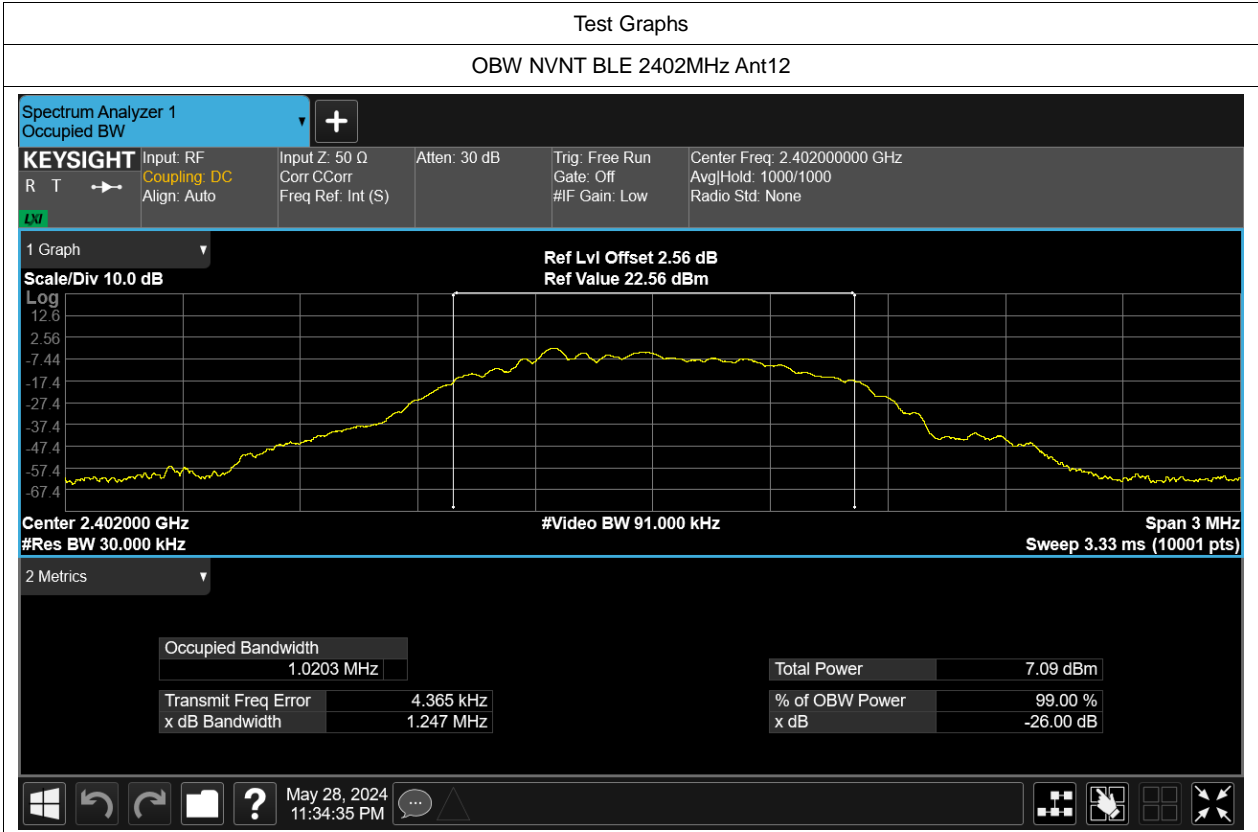 Test Graphs
OBW NVNT BLE 2402MHz Ant12
Spectrum Analyzer 1
Occupied BW
KEYSIGHT
R T
LXI
Input: RF
Coupling: DC
Align: Auto
Input Z: 50 Ω
Corr CCorr
Freq Ref: Int (S)
Atten: 30 dB
Trig: Free Run
Gate: Off
#IF Gain: Low
Center Freq: 2.402000000 GHz
Avg|Hold: 1000/1000
Radio Std: None
1 Graph
Scale/Div 10.0 dB
Ref Lvl Offset 2.56 dB
Ref Value 22.56 dBm
Log
12.6
2.56
-7.44
-17.4
-27.4
-37.4
-47.4
-57.4
-67.4
Center 2.402000 GHz
#Res BW 30.000 kHz
#Video BW 91.000 kHz
Span 3 MHz
Sweep 3.33 ms (10001 pts)
2 Metrics
Occupied Bandwidth
1.0203 MHz
Transmit Freq Error 4.365 kHz
x dB Bandwidth 1.247 MHz
Total Power 7.09 dBm
% of OBW Power 99.00 %
x dB -26.00 dB
?
May 28, 2024
11:34:35 PM